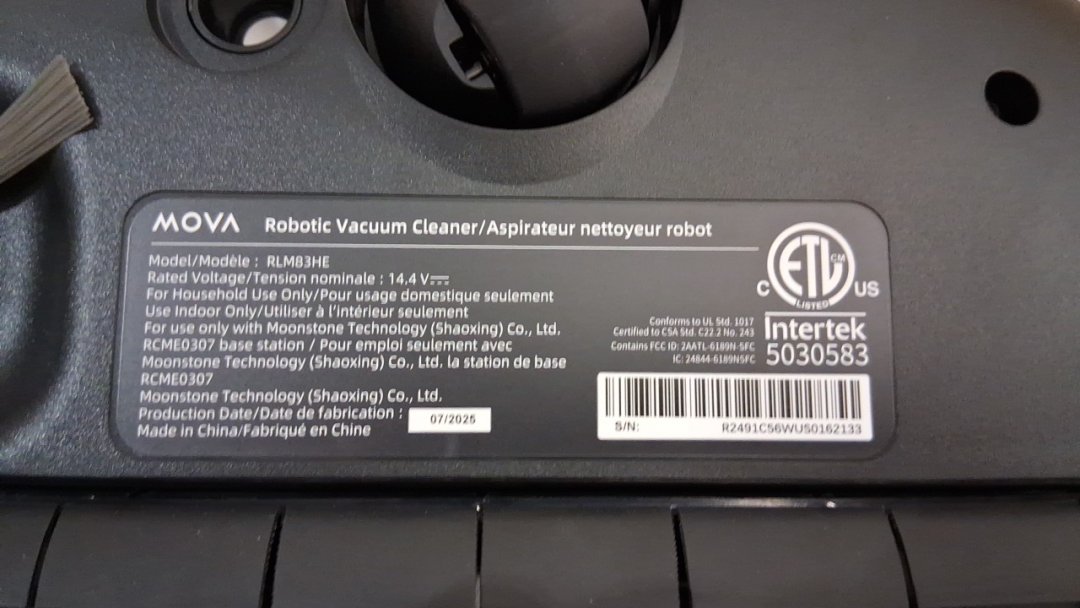 MOVA Robotic Vacuum Cleaner/Aspirateur nettoyeur robot
Model/Modèle : RLM83HE
Rated Voltage/Tension nominale : 14.4 V⎓
For Household Use Only/Pour usage domestique seulement
Use Indoor Only/Utiliser à l'intérieur seulement
For use only with Moonstone Technology (Shaoxing) Co., Ltd.
RCME0307 base station / Pour emploi seulement avec
Moonstone Technology (Shaoxing) Co., Ltd. la station de base
RCME0307
Moonstone Technology (Shaoxing) Co., Ltd.
Production Date/Date de fabrication : 07/2025
Made in China/Fabriqué en Chine
ETL CM
C LISTED US
Intertek
5030583
Conforms to UL Std. 1017
Certified to CSA Std. C22.2 No. 243
Contains FCC ID: 2AATL-6189N-SFC
IC: 24844-6189NSFC
S/N: R2491C56WUS0162133